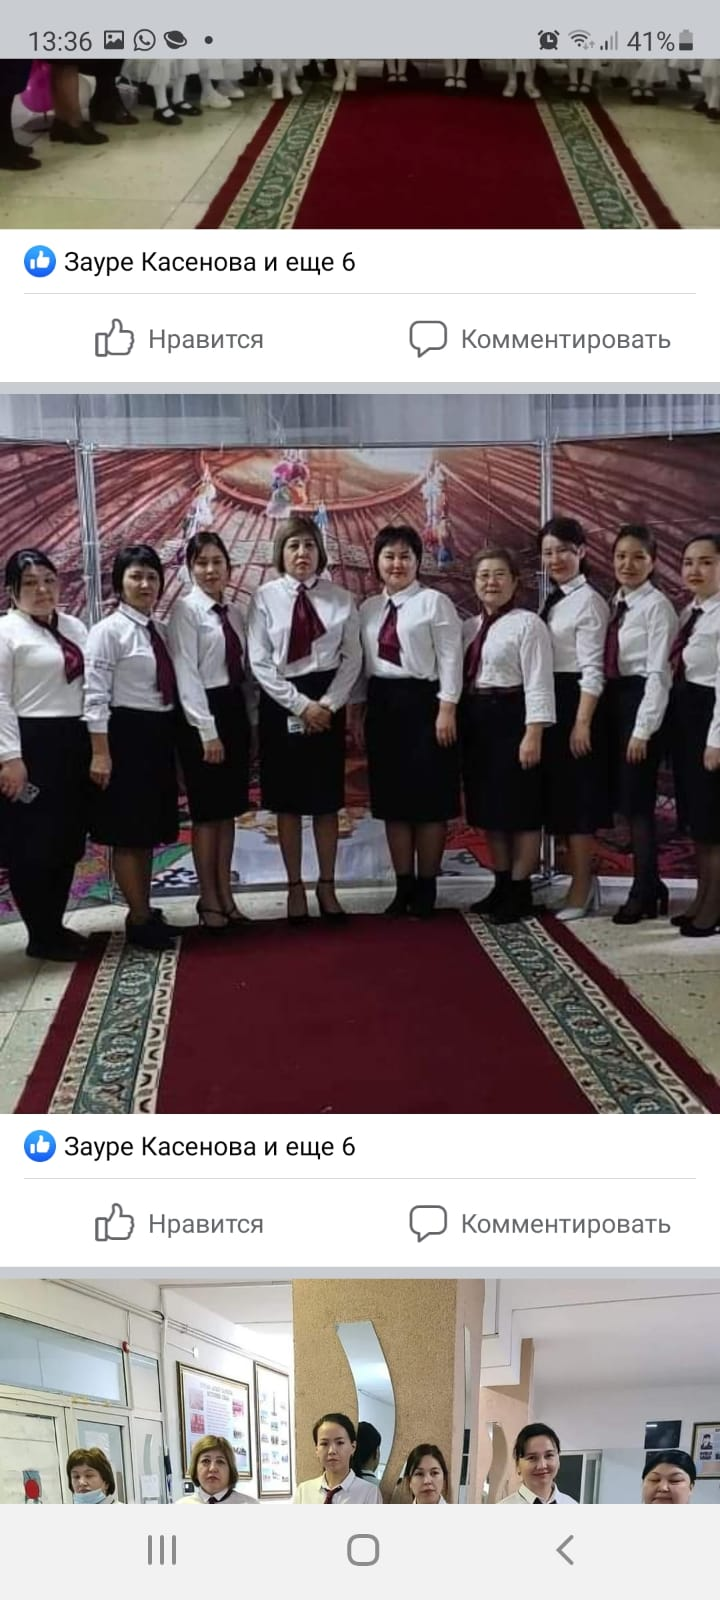 13:36
41%
Зауре Касенова и еще 6
Нравится
Комментировать
Зауре Касенова и еще 6
Нравится
Комментировать